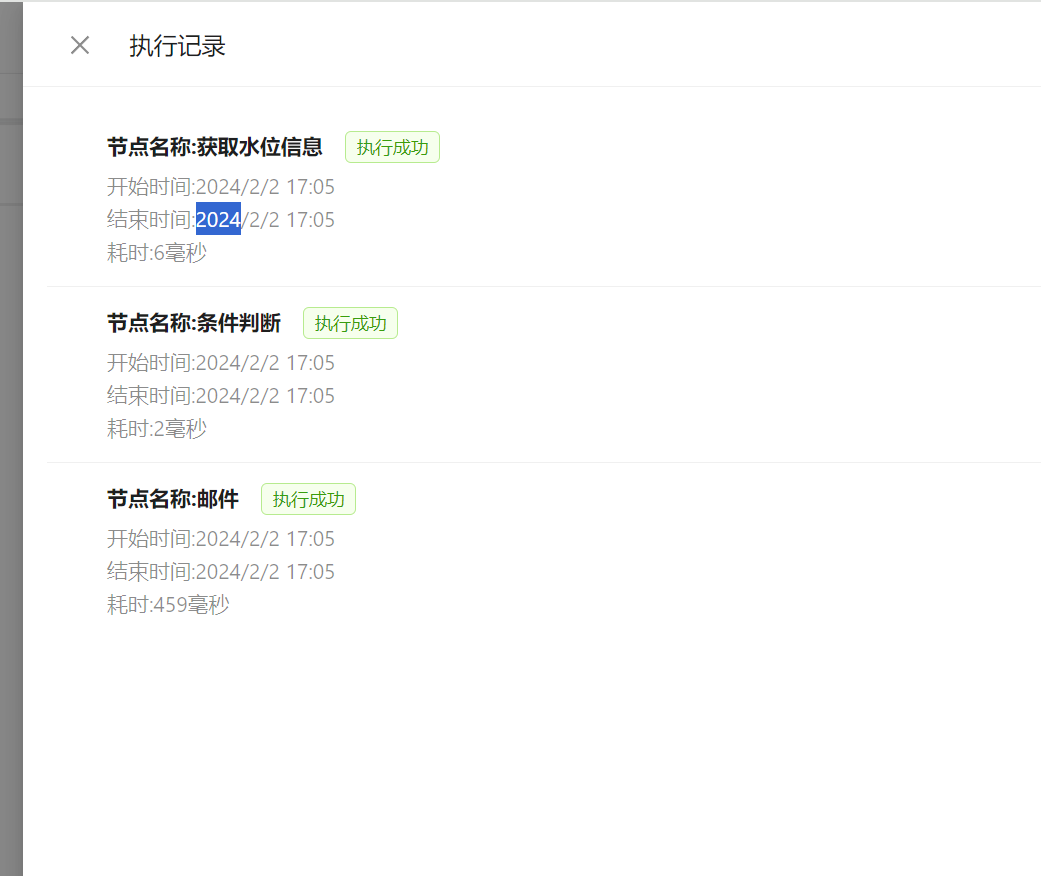 执行记录
节点名称:获取水位信息 执行成功
开始时间:2024/2/2 17:05
结束时间:2024/2/2 17:05
耗时:6毫秒
节点名称:条件判断 执行成功
开始时间:2024/2/2 17:05
结束时间:2024/2/2 17:05
耗时:2毫秒
节点名称:邮件 执行成功
开始时间:2024/2/2 17:05
结束时间:2024/2/2 17:05
耗时:459毫秒